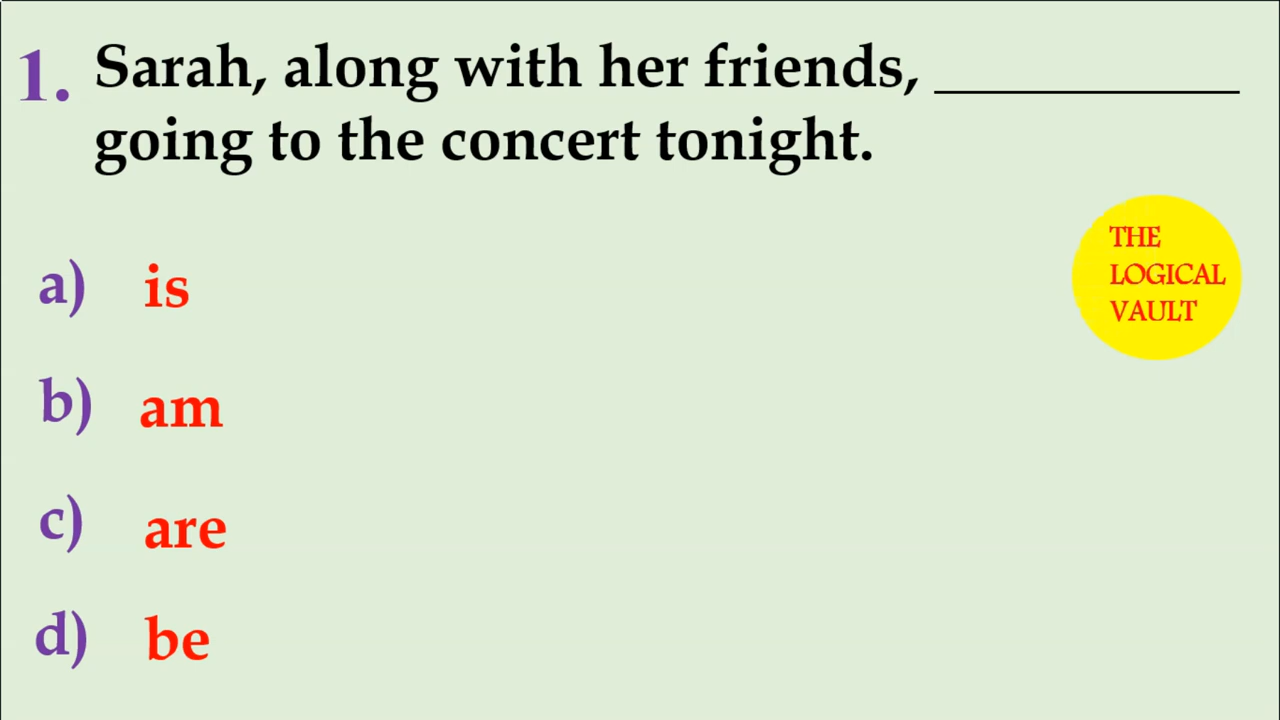 1. Sarah, along with her friends, ___________
going to the concert tonight.
THE
LOGICAL
VAULT
a) is
b) am
c) are
d) be